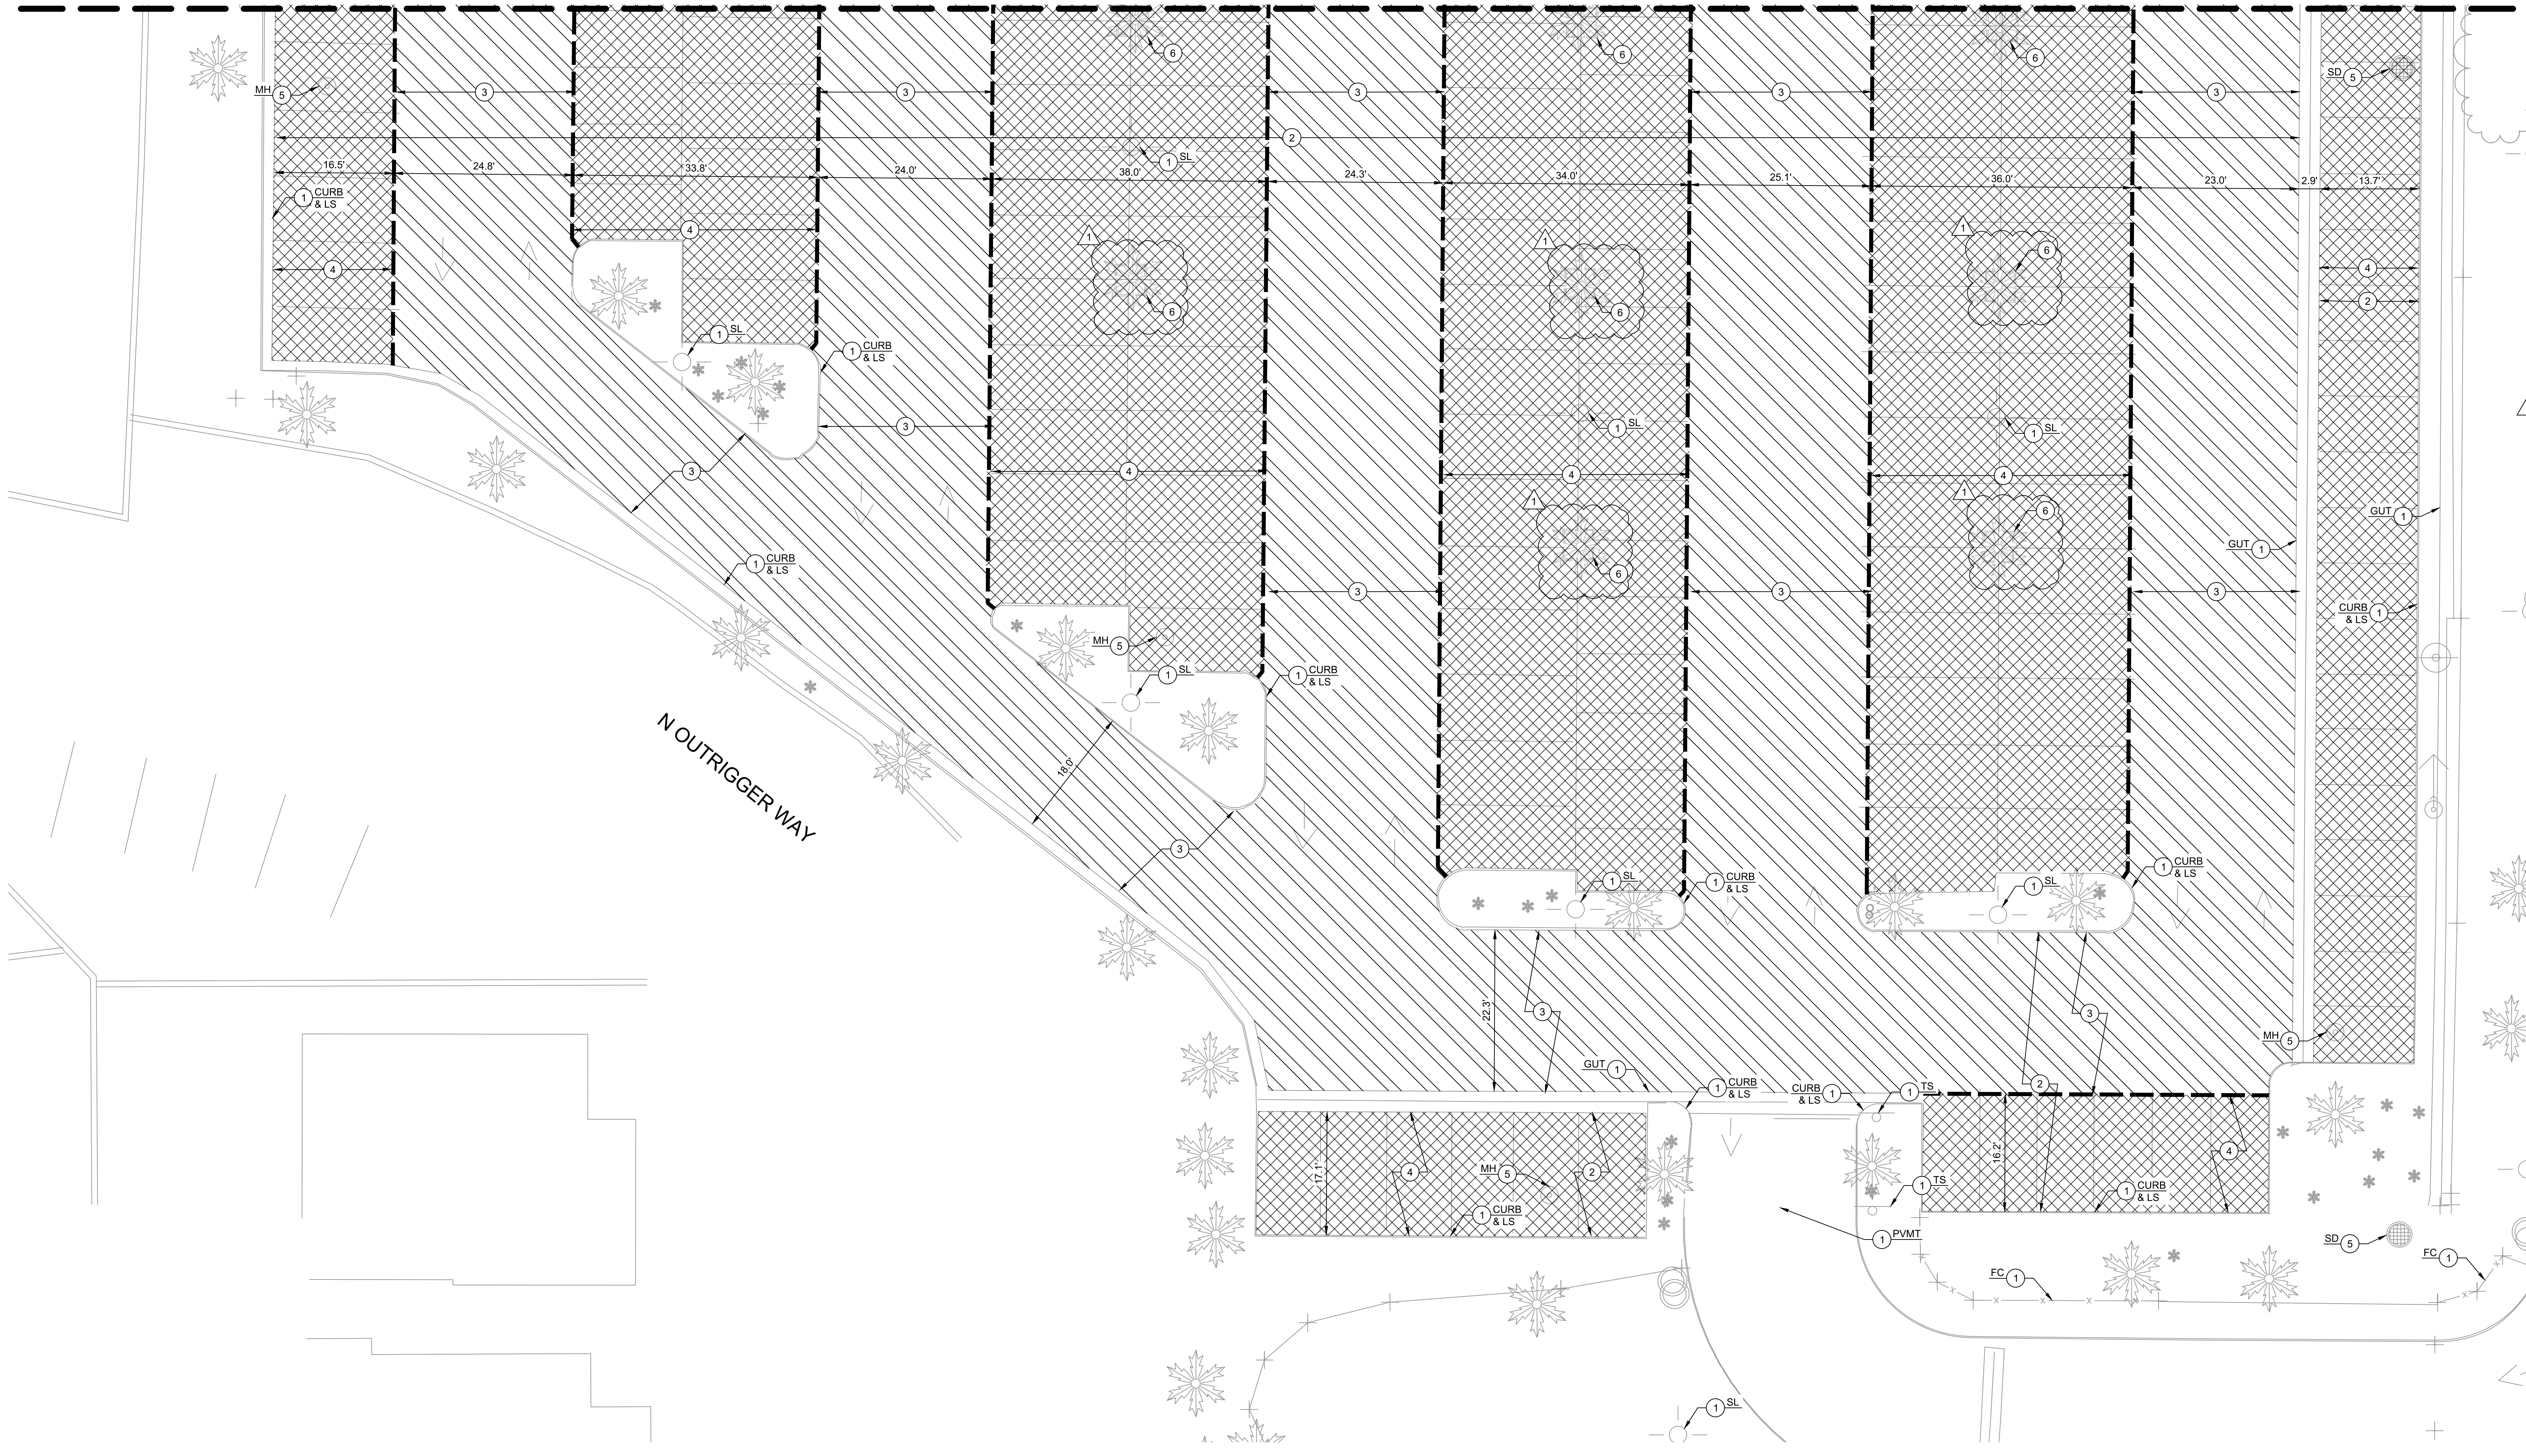 6
6
6
SD 5
MH 5
3
3
3
3
3
2
1 SL
16.5'
24.8'
33.8'
24.0'
38.0'
24.3'
34.0'
25.1'
36.0'
23.0'
2.9'
13.7'
1 CURB
& LS
4
1
1
1
6
4
4
2
6
6
1 SL
1 CURB
& LS
3
1 SL
1 SL
3
4
4
4
1
1
6
GUT 1
GUT 1
1 CURB
& LS
6
3
3
3
CURB 1
& LS
MH 5
1 SL
1 CURB
& LS
N OUTRIGGER WAY
18.0'
3
1 SL
1 CURB
& LS
1 SL
1 CURB
& LS
22.3'
3
3
MH 5
GUT 1
2
1 CURB
& LS
CURB 1
& LS
1 TS
17.1'
4
MH 5
2
16.2'
4
1 TS
1 CURB
& LS
1 CURB
& LS
1 PVMT
SD 5
FC 1
FC 1
1 SL